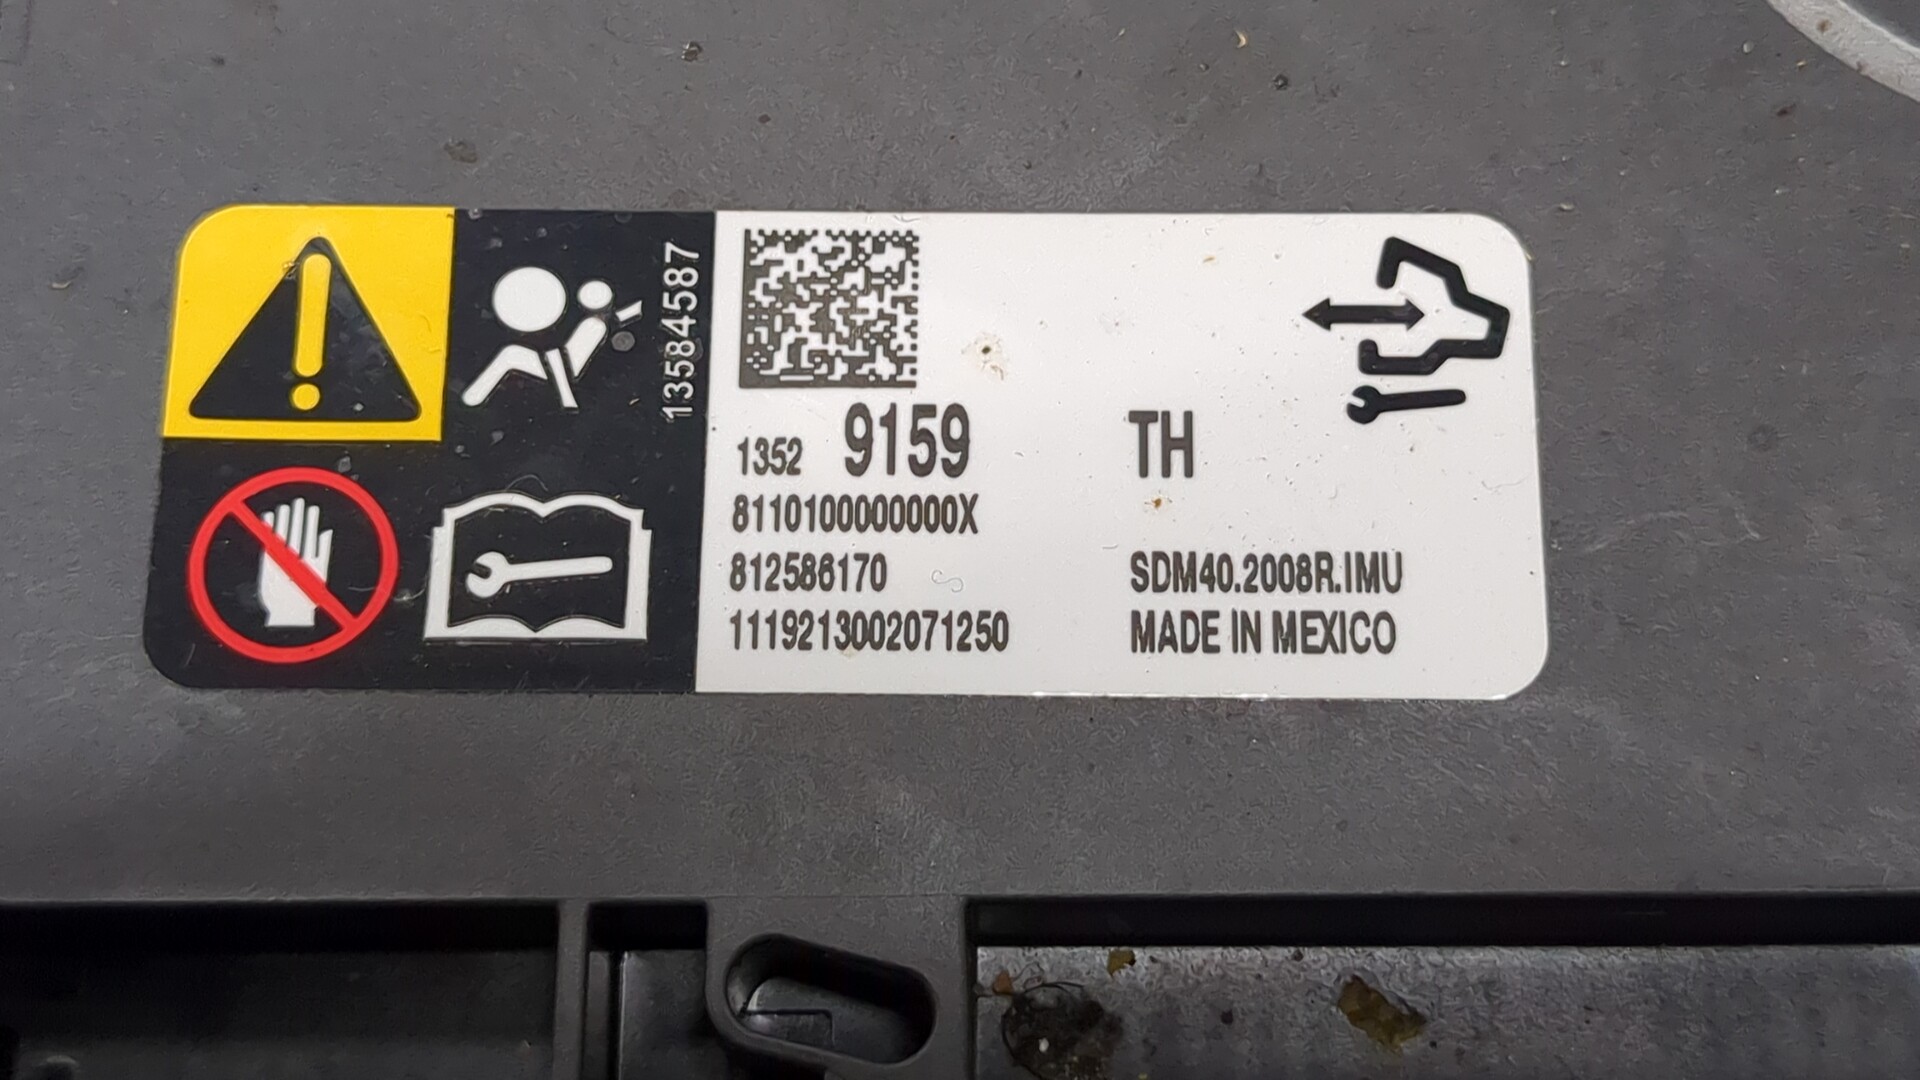 13584587
1352 9159 TH
8110100000000X
812586170 SDM40.2008R.IMU
1119213002071250 MADE IN MEXICO